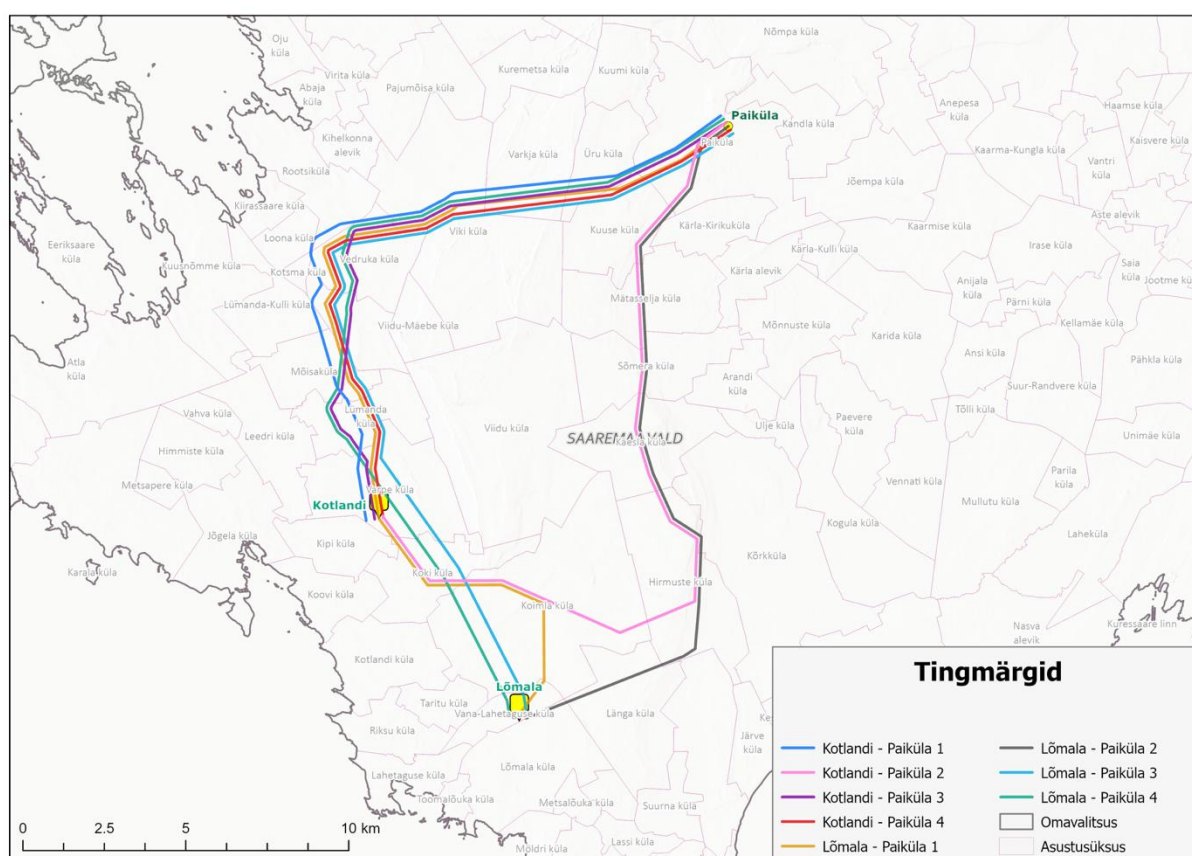 Nõmpa küla
Oju küla
Kuremetsa küla
Kuumi küla
Virita küla
Abaja küla
Pajumõisa küla
Anepesa küla
Haamse küla
Paiküla
Kandla küla
Kaisvere küla
Kihelkonna alevik
Paiküla
Kaarma-Kungla küla
Varkja küla
Üru küla
Vantri küla
Rootsiküla
Jõempa küla
Kiirassaare küla
Aste alevik
Kärla-Kirikuküla
Kaarmise küla
Kuuse küla
Viki küla
Loona küla
Eeriksaare küla
Irase küla
Kärla-Kulli küla
Vedruka küla
Kuusnõmme küla
Kotsma küla
Kärla alevik
Saia küla
Anijala küla
Jootme küla
Lümanda-Kulli küla
Mätasselja küla
Pärni küla
Viidu-Mäebe küla
Mõnnuste küla
Kellamäe küla
Karida küla
Atla küla
Ansi küla
Pähkla küla
Mõisaküla
Sõmera küla
Arandi küla
Suur-Randvere küla
Vahva küla
Lümanda küla
Tõlli küla
Paevere küla
Ulje küla
Viidu küla
Leedri küla
SAAREMAA VALD
Unimäe küla
Kaesla küla
Himmiste küla
Parila küla
Metsapere küla
Vennati küla
Varpe küla
Mullutu küla
Kotlandi
Kogula küla
Jõgela küla
Laheküla
Kipi küla
Kõrkküla
Karala küla
Koki küla
Hirmuste küla
Koovi küla
Koimla küla
Kuressaare linn
Nasva alevik
Kotlandi küla
Lõmala
Tingmärgid
Taritu küla
Vana-Lahetaguse küla
Länga küla
Riksu küla
Järve küla
Lõmala küla
Lahetaguse küla
Toomalõuka küla
Metsalõuka küla
Suurna küla
Möldri küla
Lassi küla
Kotlandi - Paiküla 1
Kotlandi - Paiküla 2
Kotlandi - Paiküla 3
Kotlandi - Paiküla 4
Lõmala - Paiküla 1
Lõmala - Paiküla 2
Lõmala - Paiküla 3
Lõmala - Paiküla 4
Omavalitsus
Asustusüksus
0 2.5 5 10 km